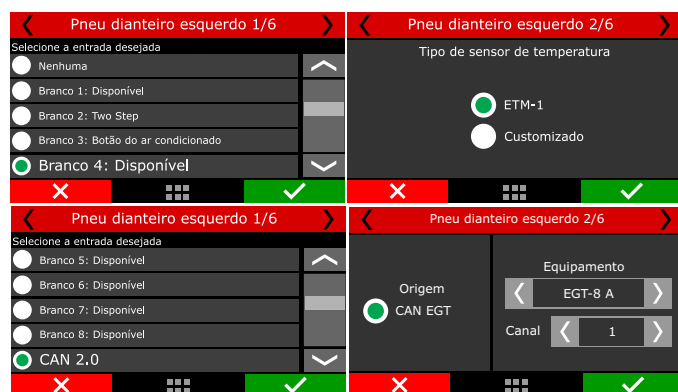 Pneu dianteiro esquerdo 1/6
Selecione a entrada desejada
Nenhuma
Branco 1: Disponível
Branco 2: Two Step
Branco 3: Botão do ar condicionado
Branco 4: Disponível
Pneu dianteiro esquerdo 2/6
Tipo de sensor de temperatura
ETM-1
Customizado
Pneu dianteiro esquerdo 1/6
Selecione a entrada desejada
Branco 5: Disponível
Branco 6: Disponível
Branco 7: Disponível
Branco 8: Disponível
CAN 2.0
Pneu dianteiro esquerdo 2/6
Origem
CAN EGT
Equipamento
EGT-8 A
Canal 1